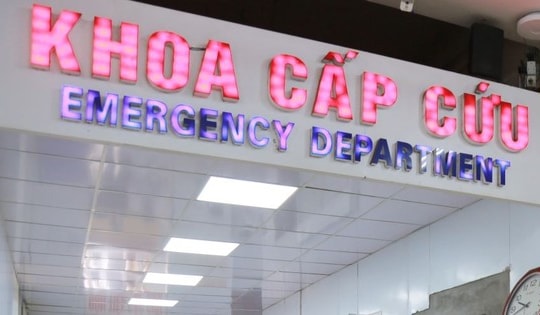 KHOA CẤP CỨU
EMERGENCY DEPARTMENT